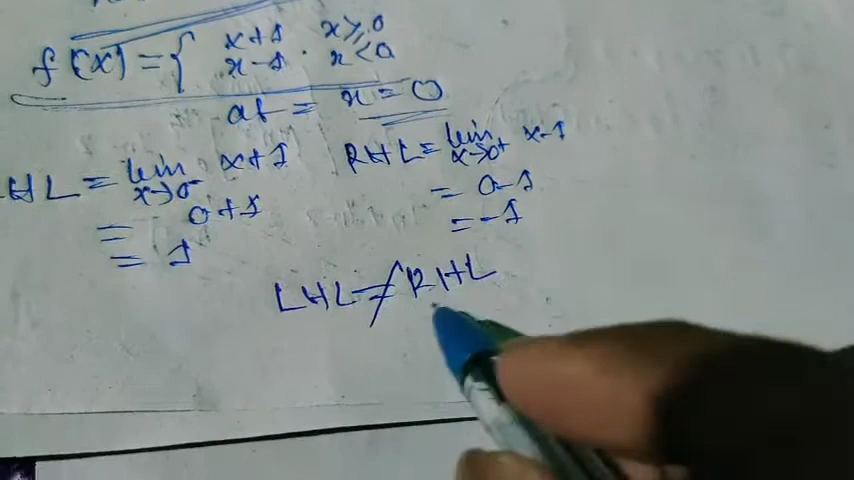 f(x) = { x+1 . x≥0
x-1 . x<0
at = x=0
HL = lim x→0- x+1
= 0+1
= 1
RHL = lim x→0+ x-1
= 0-1
= -1
LHL ≠ RHL